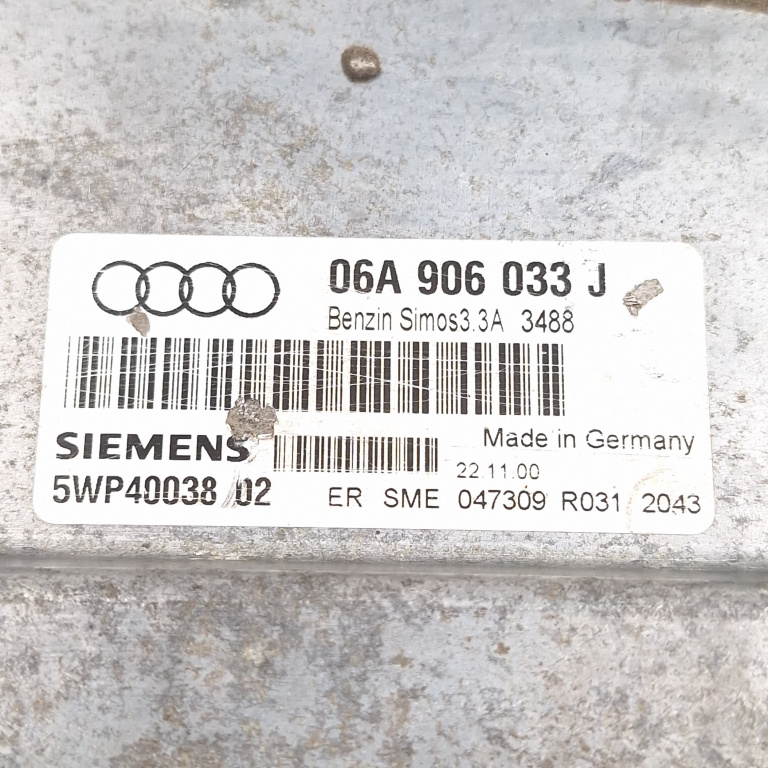 06A 906 033 J
Benzin Simos3.3A 3488
SIEMENS
Made in Germany
22.11.00
5WP40038 02
ER SME 047309 R031 2043